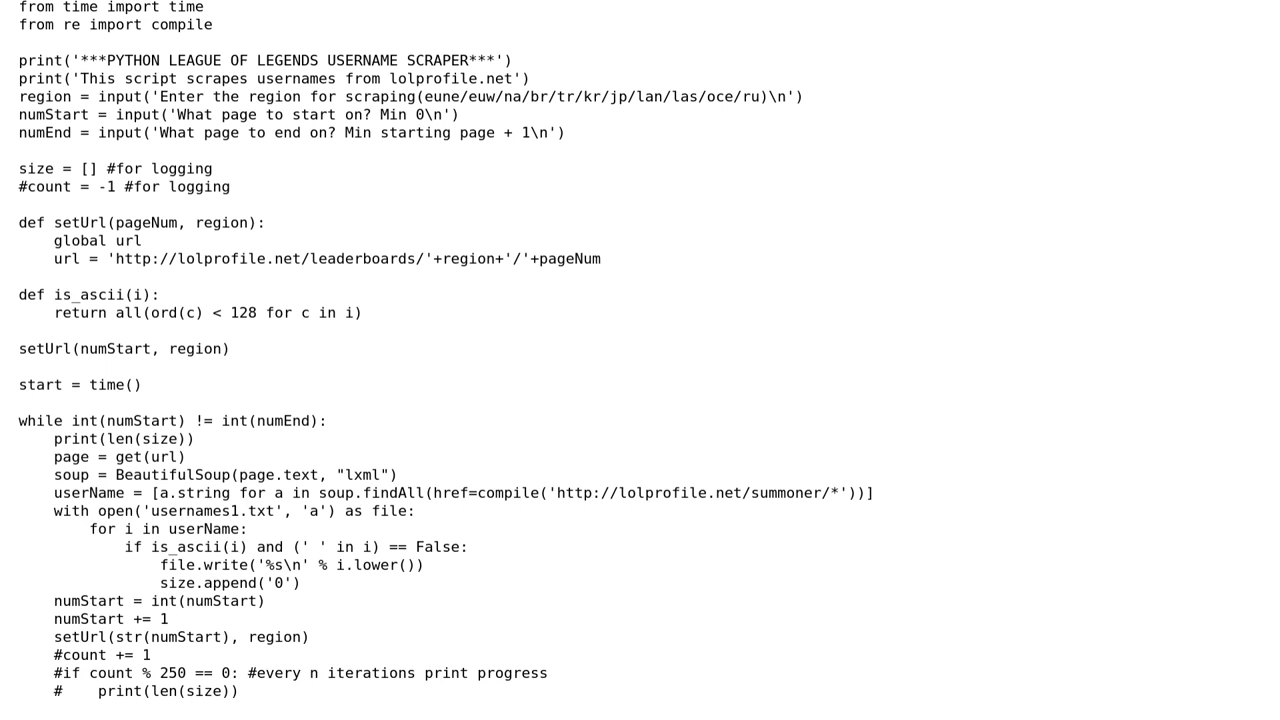 from time import time
from re import compile

print('***PYTHON LEAGUE OF LEGENDS USERNAME SCRAPER***')
print('This script scrapes usernames from lolprofile.net')
region = input('Enter the region for scraping(eune/euw/na/br/tr/kr/jp/lan/las/oce/ru)\n')
numStart = input('What page to start on? Min 0\n')
numEnd = input('What page to end on? Min starting page + 1\n')

size = [] #for logging
#count = -1 #for logging

def setUrl(pageNum, region):
    global url
    url = 'http://lolprofile.net/leaderboards/'+region+'/'+pageNum

def is_ascii(i):
    return all(ord(c) < 128 for c in i)

setUrl(numStart, region)

start = time()

while int(numStart) != int(numEnd):
    print(len(size))
    page = get(url)
    soup = BeautifulSoup(page.text, "lxml")
    userName = [a.string for a in soup.findAll(href=compile('http://lolprofile.net/summoner/*'))]
    with open('usernames1.txt', 'a') as file:
        for i in userName:
            if is_ascii(i) and (' ' in i) == False:
                file.write('%s\n' % i.lower())
                size.append('0')
    numStart = int(numStart)
    numStart += 1
    setUrl(str(numStart), region)
    #count += 1
    #if count % 250 == 0: #every n iterations print progress
    #    print(len(size))